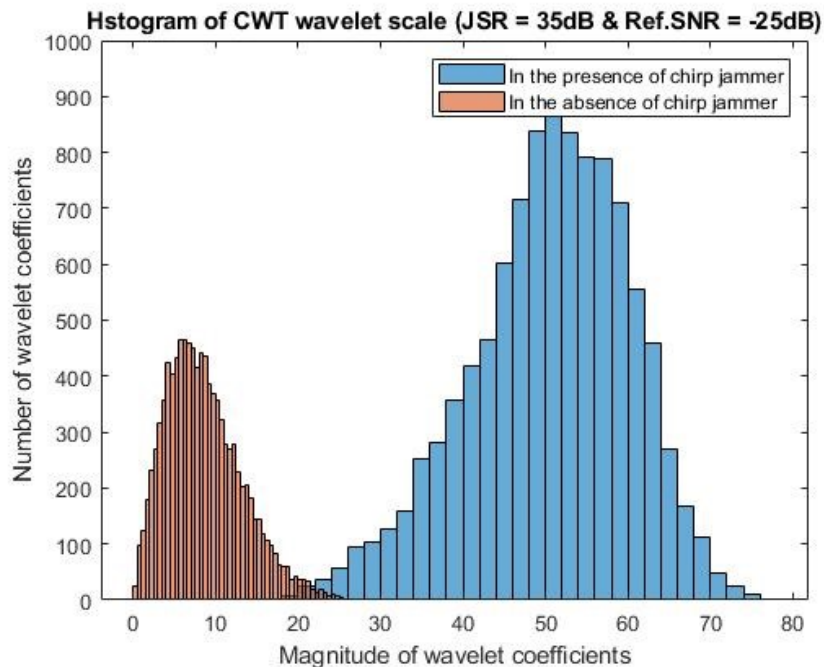 Hstogram of CWT wavelet scale (JSR = 35dB & Ref.SNR = -25dB)
1000
900
800
700
600
500
400
300
200
100
0
Number of wavelet coefficients
In the presence of chirp jammer
In the absence of chirp jammer
0 10 20 30 40 50 60 70 80
Magnitude of wavelet coefficients